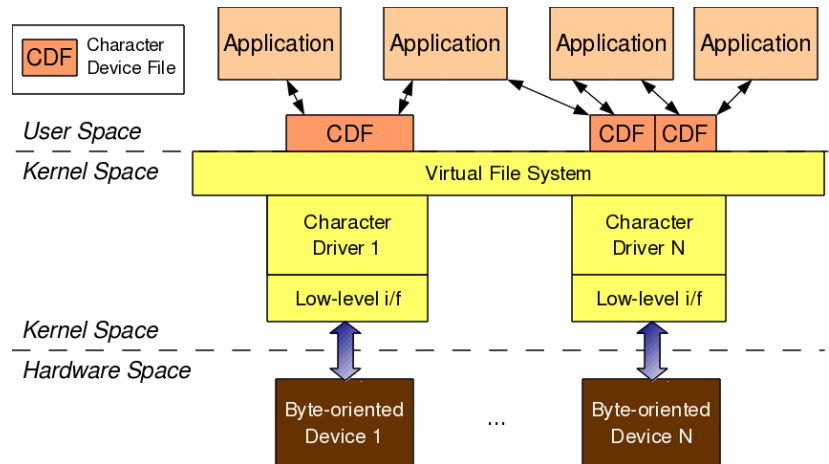 CDF
Character
Device File
Application
Application
Application
Application
User Space
CDF
CDF
CDF
Kernel Space
Virtual File System
Character
Driver 1
Character
Driver N
Low-level i/f
Low-level i/f
Kernel Space
Hardware Space
Byte-oriented
Device 1
...
Byte-oriented
Device N